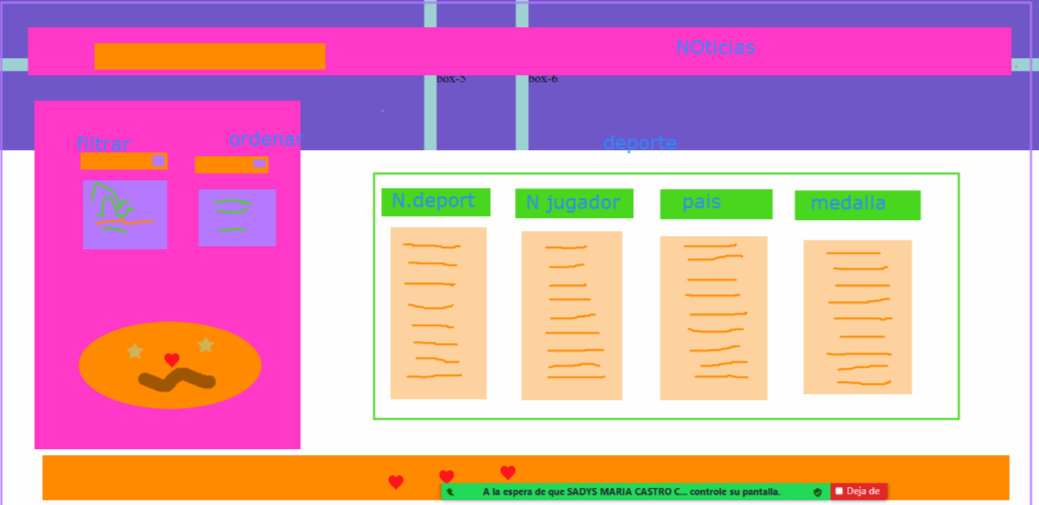 NOticias
box-5
box-6
filtrar
ordenar
deporte
N.deport
N jugador
pais
medalla
A la espera de que SADYS MARIA CASTRO C... controle su pantalla.
Deja de